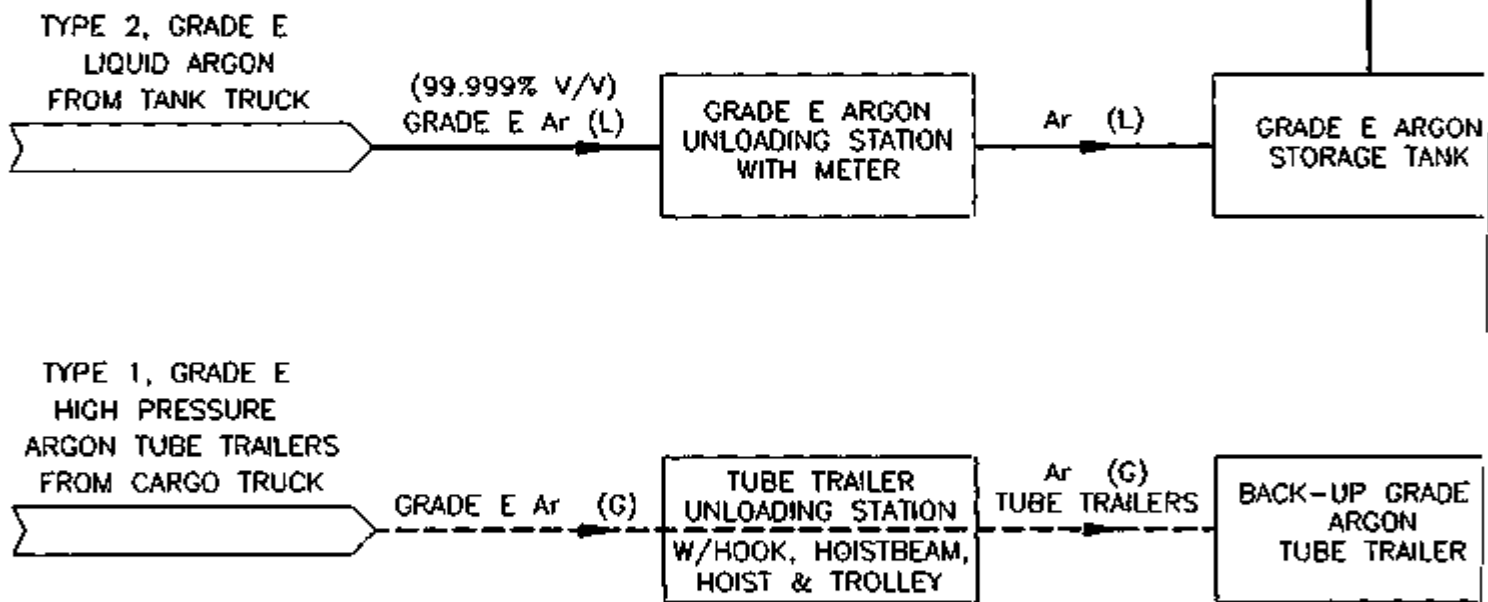 TYPE 2, GRADE E
LIQUID ARGON
FROM TANK TRUCK
(99.999% V/V)
GRADE E Ar (L)
GRADE E ARGON
UNLOADING STATION
WITH METER
Ar (L)
GRADE E ARGON
STORAGE TANK
TYPE 1, GRADE E
HIGH PRESSURE
ARGON TUBE TRAILERS
FROM CARGO TRUCK
GRADE E Ar (G)
TUBE TRAILER
UNLOADING STATION
W/HOOK, HOISTBEAM,
HOIST & TROLLEY
Ar (G)
TUBE TRAILERS
BACK-UP GRADE
ARGON
TUBE TRAILER